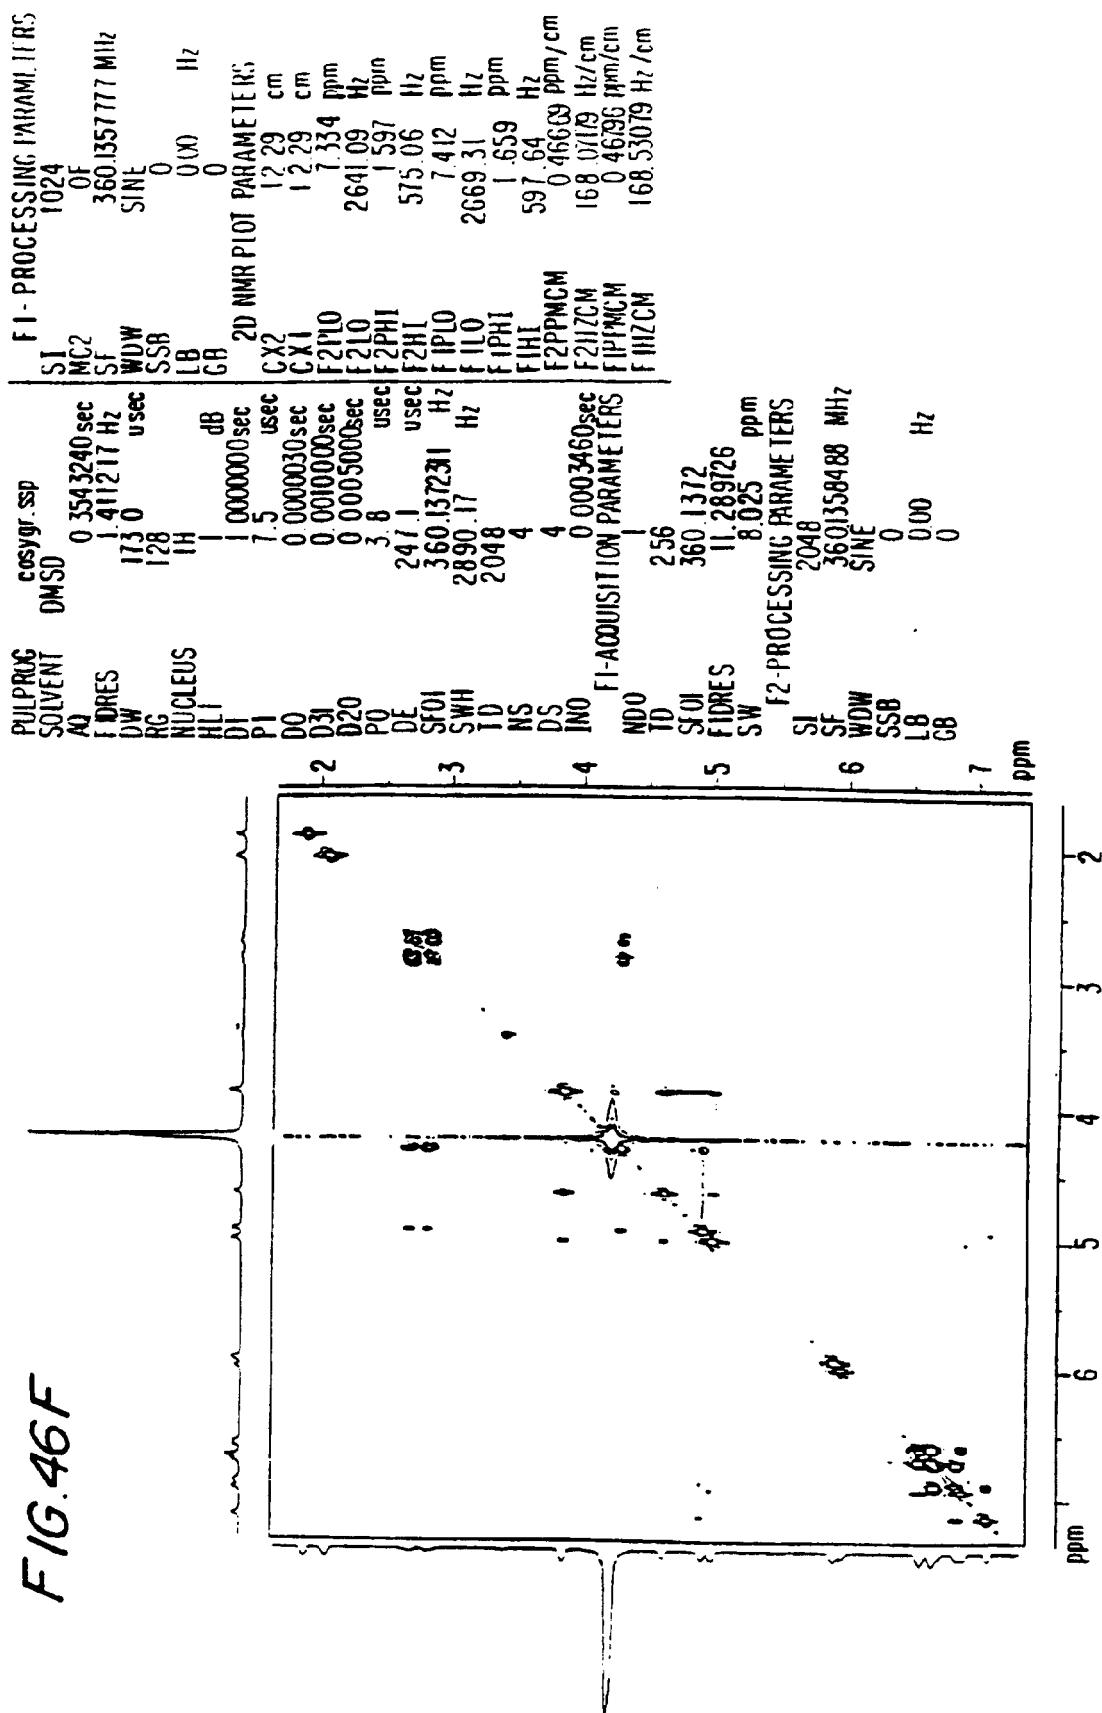 FIG.46F
2
3
4
5
6
7
ppm
ppm
2
3
4
5
6
PULPROG cosygr.ssp
SOLVENT DMSD
AQ 0.3543240 sec
FIDRES 1.411217 Hz
DW 173.0 usec
RG 128
NUCLEUS 1H
HL1 1 dB
D1 1.0000000 sec
P1 7.5 usec
D0 0.0000030 sec
D31 0.0010000 sec
D20 0.0005000 sec
P0 3.8 usec
DE 247.1 usec
SFO1 360.1372311 Hz
SWH 2890.17 Hz
TD 2048
NS 4
DS 4
IN0 0.0003460 sec
F1-ACQUISITION PARAMETERS
ND0 1
TD 256
SFO1 360.1372
FIDRES 11.289726
SW 8.025 ppm
F2-PROCESSING PARAMETERS
SI 2048
SF 360.1358488 MHz
WDW SINE
SSB 0
LB 0.00 Hz
GB 0
F1-PROCESSING PARAMETERS
SI 1024
MC2 QF
SF 360.1357777 MHz
WDW SINE
SSB 0
LB 0.00 Hz
GB 0
2D NMR PLOT PARAMETERS
CX2 12.29 cm
CX1 12.29 cm
F2PLO 7.334 ppm
F2LO 2641.09 Hz
F2PHI 1.597 ppm
F2HI 575.06 Hz
F1PLO 7.412 ppm
F1LO 2669.31 Hz
F1PHI 1.659 ppm
F1HI 597.64 Hz
F2PPMCM 0.46669 ppm/cm
F2HZCM 168.07179 Hz/cm
F1PPMCM 0.46796 ppm/cm
F1HZCM 168.53079 Hz/cm